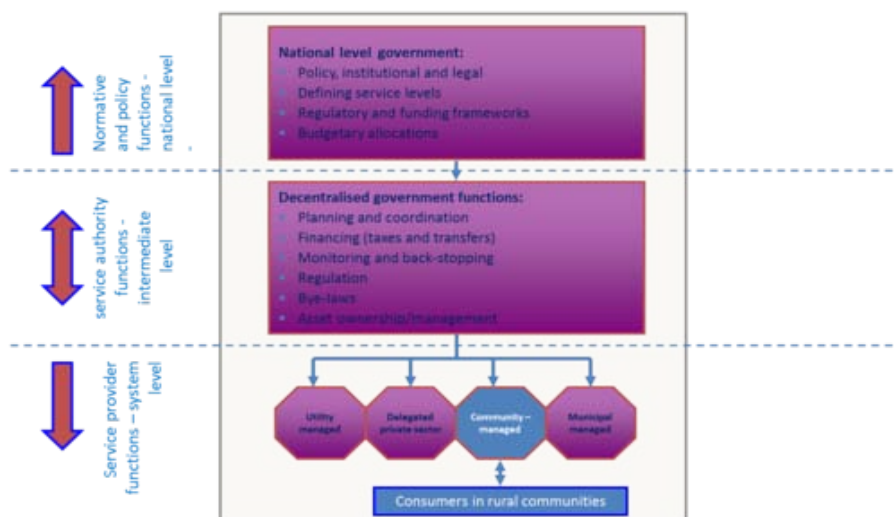 Normative
and policy
functions -
national level
-
National level government:
Policy, institutional and legal
Defining service levels
Regulatory and funding frameworks
Budgetary allocations
service authority
functions -
intermediate
level
Decentralised government functions:
Planning and coordination
Financing (taxes and transfers)
Monitoring and back-stopping
Regulation
Bye-laws
Asset ownership/management
Service provider
functions – system
level
Utility
managed
Delegated
private sector
Community –
managed
Municipal
managed
Consumers in rural communities